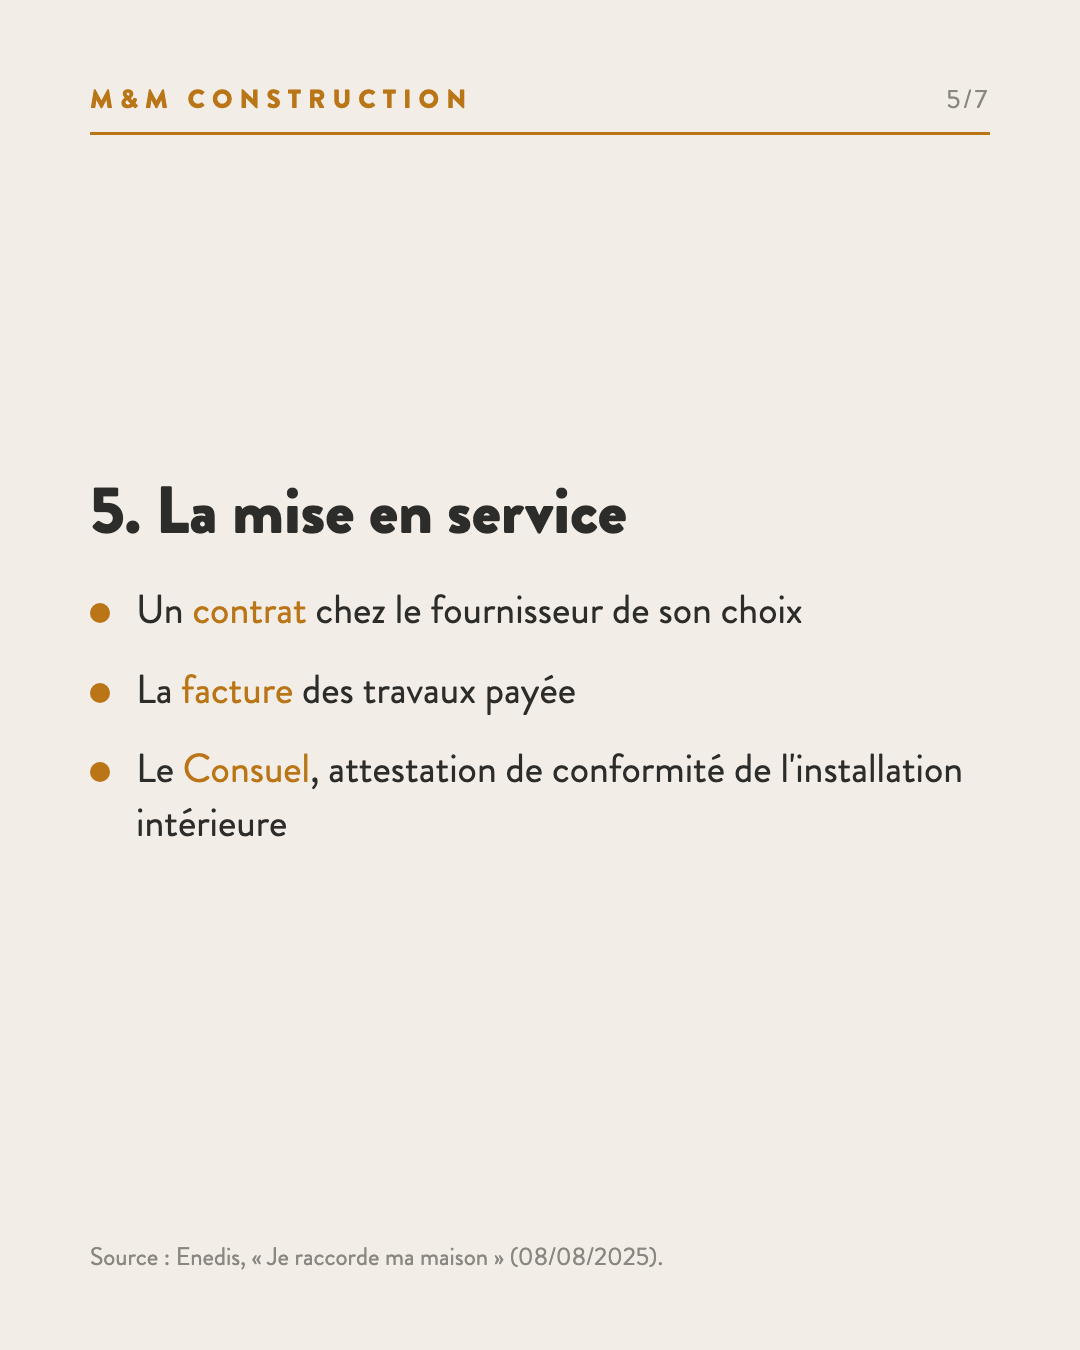 M&M CONSTRUCTION
5/7
5. La mise en service
Un contrat chez le fournisseur de son choix
La facture des travaux payée
Le Consuel, attestation de conformité de l'installation
intérieure
Source : Enedis, « Je raccorde ma maison » (08/08/2025).